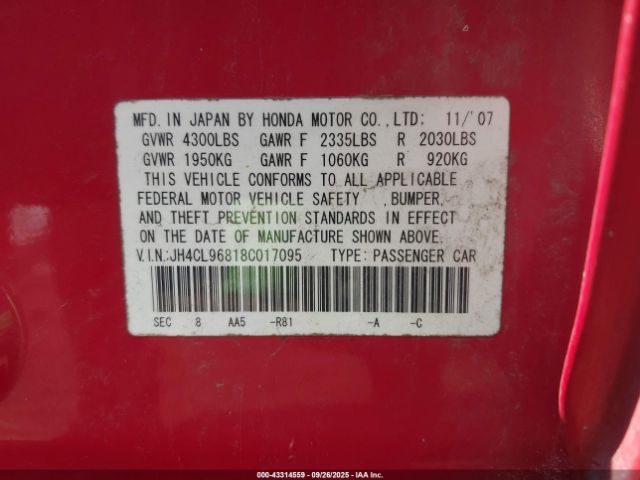 MFD. IN JAPAN BY HONDA MOTOR CO.,LTD: 11/'07
GVWR 4300LBS GAWR F 2335LBS R 2030LBS
GVWR 1950KG GAWR F 1060KG R 920KG
THIS VEHICLE CONFORMS TO ALL APPLICABLE
FEDERAL MOTOR VEHICLE SAFETY ,BUMPER,
AND THEFT PREVENTION STANDARDS IN EFFECT
ON THE DATE OF MANUFACTURE SHOWN ABOVE.
V.I.N:JH4CL96818C017095 TYPE: PASSENGER CAR
SEC 8 AA5 -R81 -A -C
000-43314559 | 09/26/2025 | IAA Inc.